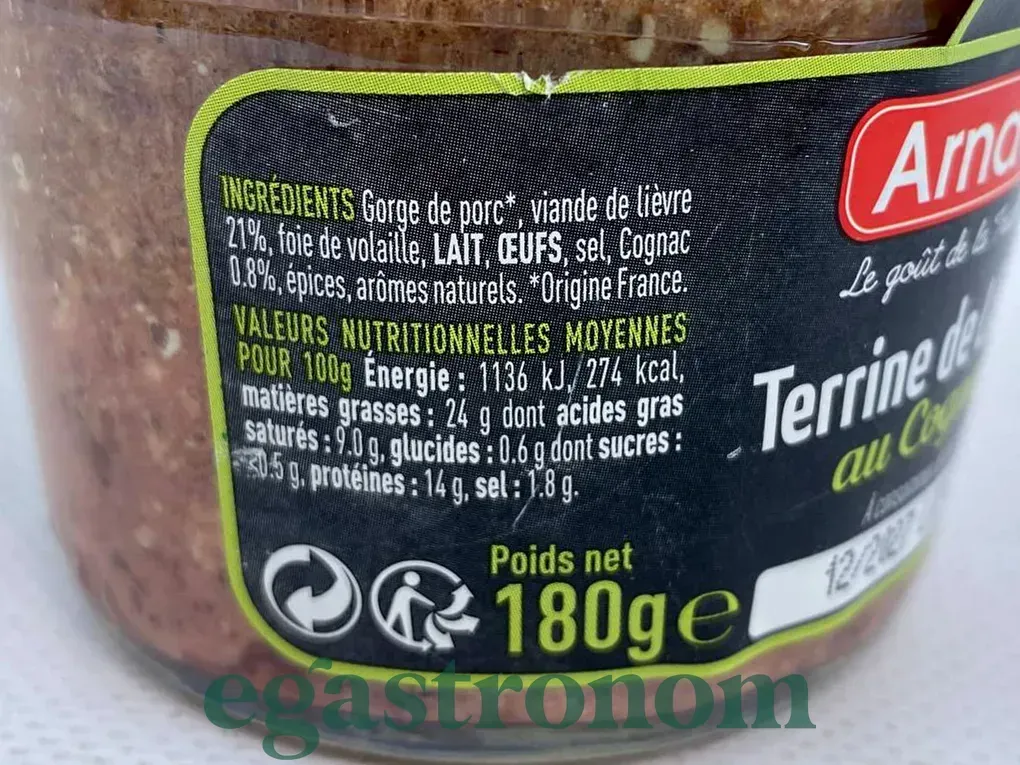 INGRÉDIENTS Gorge de porc*, viande de lièvre
21%, foie de volaille, LAIT, ŒUFS, sel, Cognac
0.8%, épices, arômes naturels. *Origine France.
VALEURS NUTRITIONNELLES MOYENNES
POUR 100g Énergie : 1136 kJ/274 kcal,
matières grasses : 24 g dont acides gras
saturés : 9.0 g, glucides : 0.6 g dont sucres :
<0.5 g, protéines : 14 g, sel : 1.8 g.
Poids net
180g e
Arno
Le goût de la
Terrine de
au Cog
12/2027
egástronom